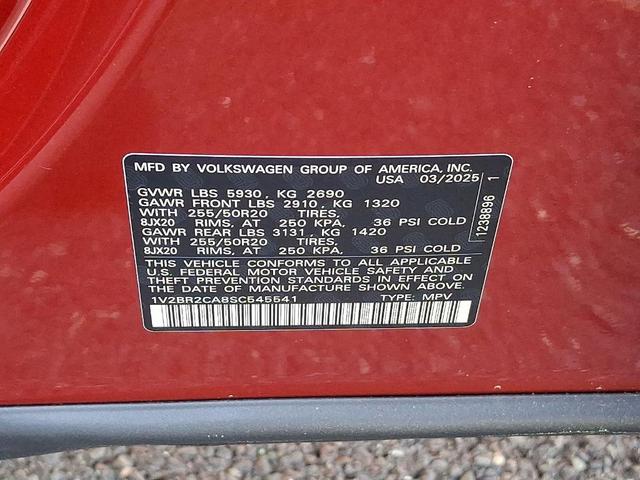 MFD BY VOLKSWAGEN GROUP OF AMERICA, INC.
USA 03/2025
GVWR LBS 5930, KG 2690
GAWR FRONT LBS 2910, KG 1320
WITH 255/50R20 TIRES,
8JX20 RIMS, AT 250 KPA, 36 PSI COLD
GAWR REAR LBS 3131, KG 1420
WITH 255/50R20 TIRES,
8JX20 RIMS, AT 250 KPA, 36 PSI COLD
THIS VEHICLE CONFORMS TO ALL APPLICABLE
U.S. FEDERAL MOTOR VEHICLE SAFETY AND
THEFT PREVENTION STANDARDS IN EFFECT ON
THE DATE OF MANUFACTURE SHOWN ABOVE.
1V2BR2CA8SC545541 TYPE: MPV
1238896 1